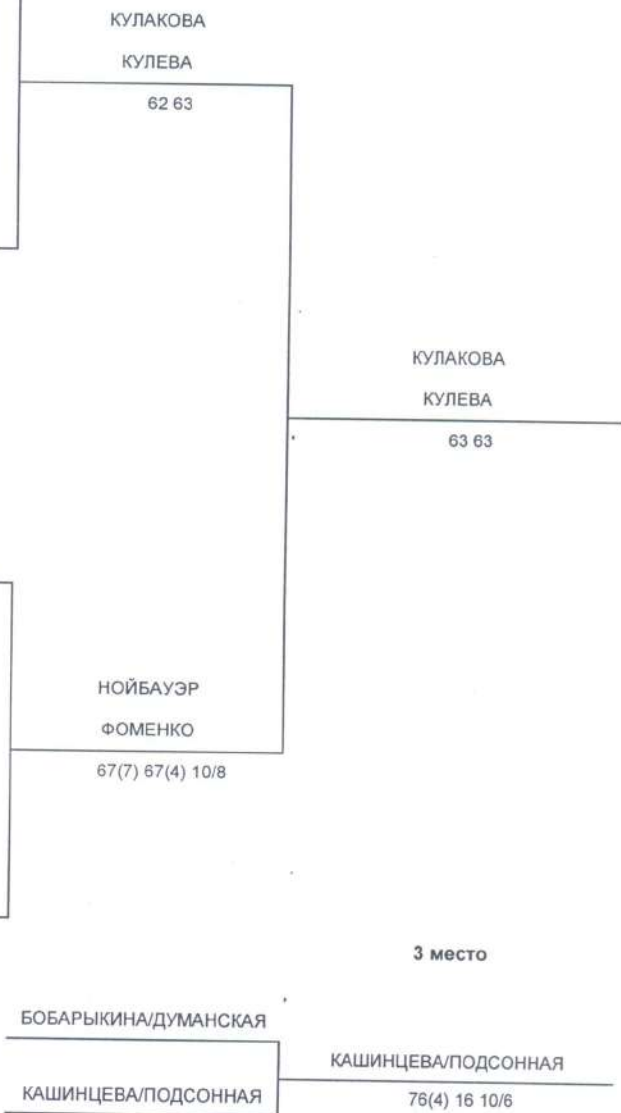 КУЛАКОВА
КУЛЕВА
62 63
КУЛАКОВА
КУЛЕВА
63 63
НОЙБАУЭР
ФОМЕНКО
67(7) 67(4) 10/8
3 место
БОБАРЫКИНА/ДУМАНСКАЯ
КАШИНЦЕВА/ПОДСОННАЯ
КАШИНЦЕВА/ПОДСОННАЯ
76(4) 16 10/6